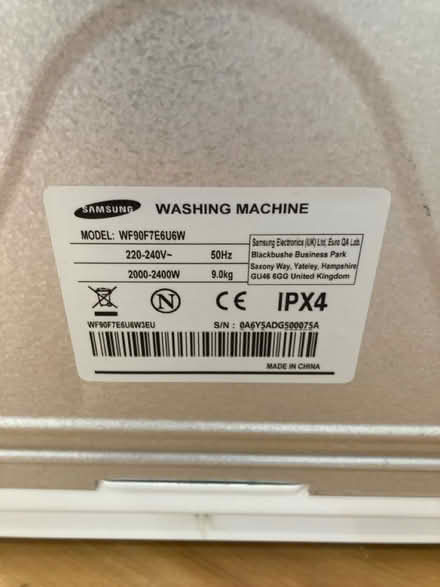 SAMSUNG WASHING MACHINE
MODEL: WF90F7E6U6W
220-240V~ 50Hz
2000-2400W 9.0kg
Samsung Electronics (UK) Ltd, Euro QA Lab.
Blackbushe Business Park
Saxony Way, Yateley, Hampshire
GU46 6GG United Kingdom
N CE IPX4
WF90F7E6U6W3EU S/N : 0A6Y5ADG500075A
MADE IN CHINA